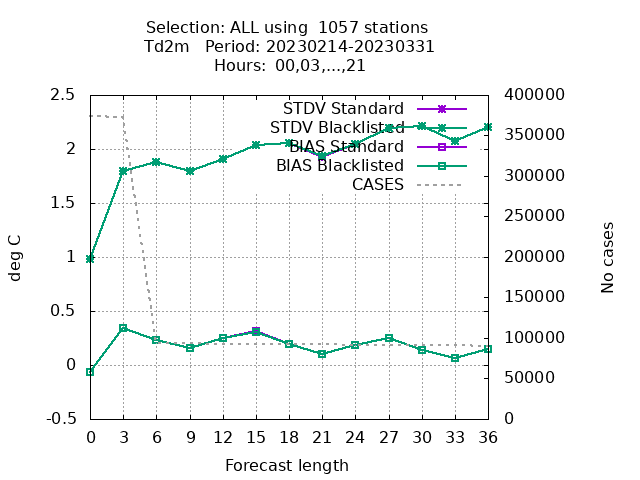 Selection: ALL using  1057 stations
Td2m   Period: 20230214-20230331
Hours: 00,03,...,21
STDV Standard
STDV Blacklisted
BIAS Standard
BIAS Blacklisted
CASES
2.5
2
1.5
1
0.5
0
-0.5
deg C
400000
350000
300000
250000
200000
150000
100000
50000
0
No cases
0 3 6 9 12 15 18 21 24 27 30 33 36
Forecast length